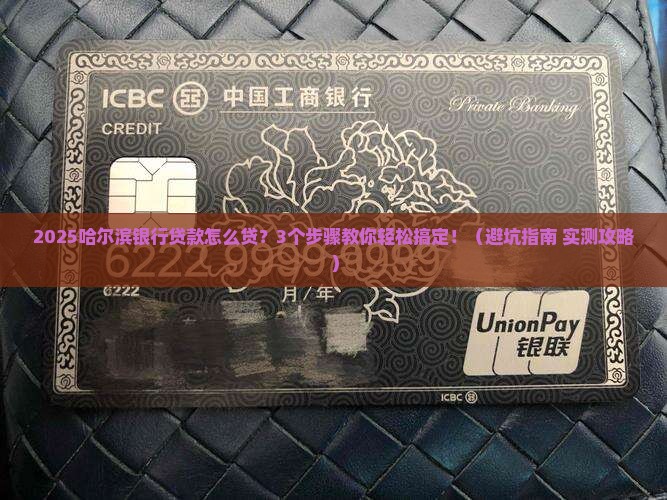 ICBC 中国工商银行
Private Banking
CREDIT
2025哈尔滨银行贷款怎么贷？3个步骤教你轻松搞定！（避坑指南 实测攻略
）
6222
6222
月/年
UnionPay
银联
ICBC